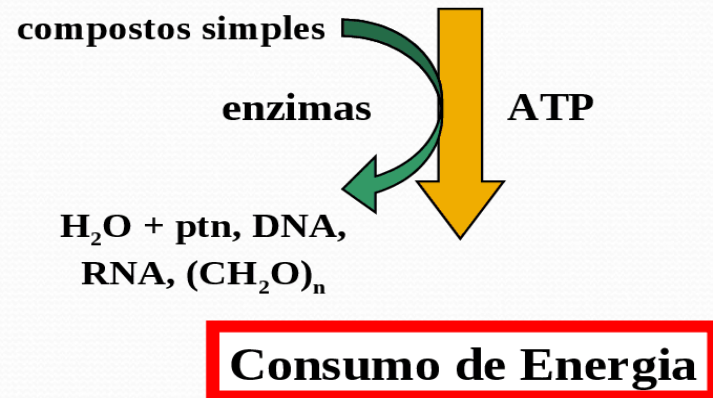 compostos simples
enzimas
ATP
H₂O + ptn, DNA,
RNA, (CH₂O)ₙ
Consumo de Energia